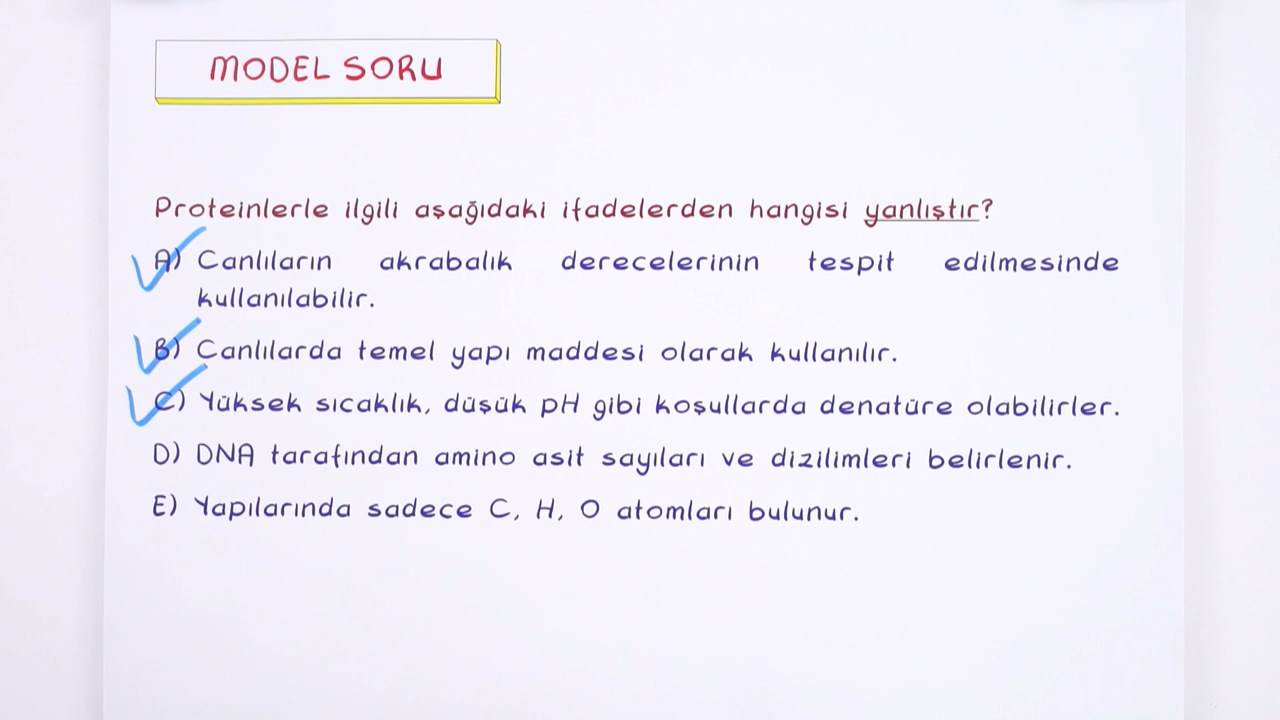 MODEL SORU
Proteinlerle ilgili aşağıdaki ifadelerden hangisi yanlıştır?
A) Canlıların akrabalık derecelerinin tespit edilmesinde
kullanılabilir.
B) Canlılarda temel yapı maddesi olarak kullanılır.
C) Yüksek sıcaklık, düşük pH gibi koşullarda denatüre olabilirler.
D) DNA tarafından amino asit sayıları ve dizilimleri belirlenir.
E) Yapılarında sadece C, H, O atomları bulunur.